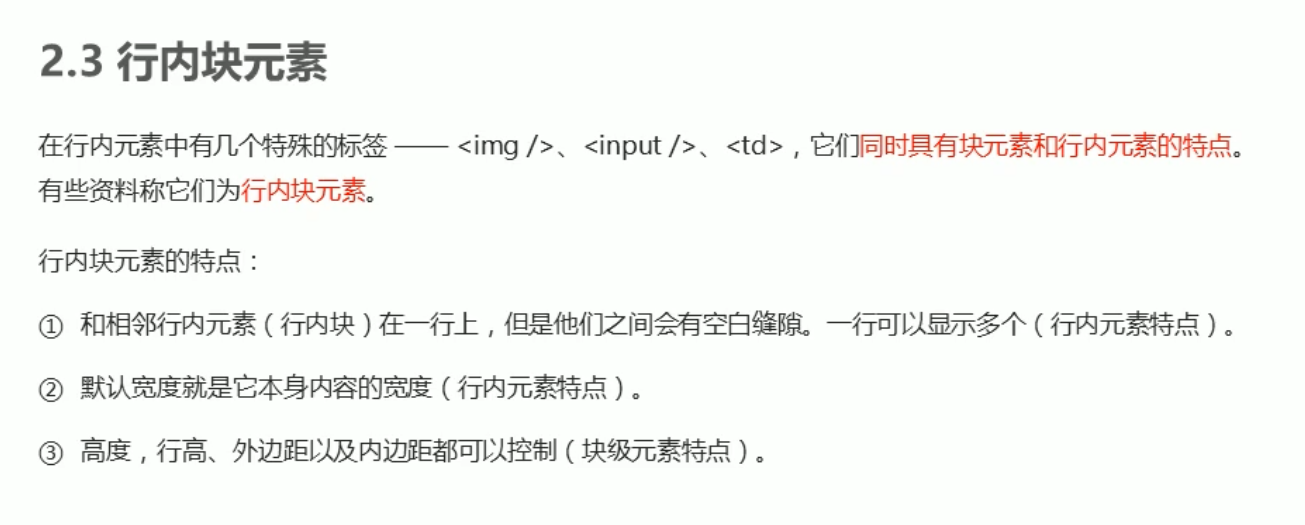 2.3 行内块元素
在行内元素中有几个特殊的标签 —— <img />、<input />、<td>，它们同时具有块元素和行内元素的特点。
有些资料称它们为行内块元素。
行内块元素的特点：
① 和相邻行内元素（行内块）在一行上，但是他们之间会有空白缝隙。一行可以显示多个（行内元素特点）。
② 默认宽度就是它本身内容的宽度（行内元素特点）。
③ 高度，行高、外边距以及内边距都可以控制（块级元素特点）。